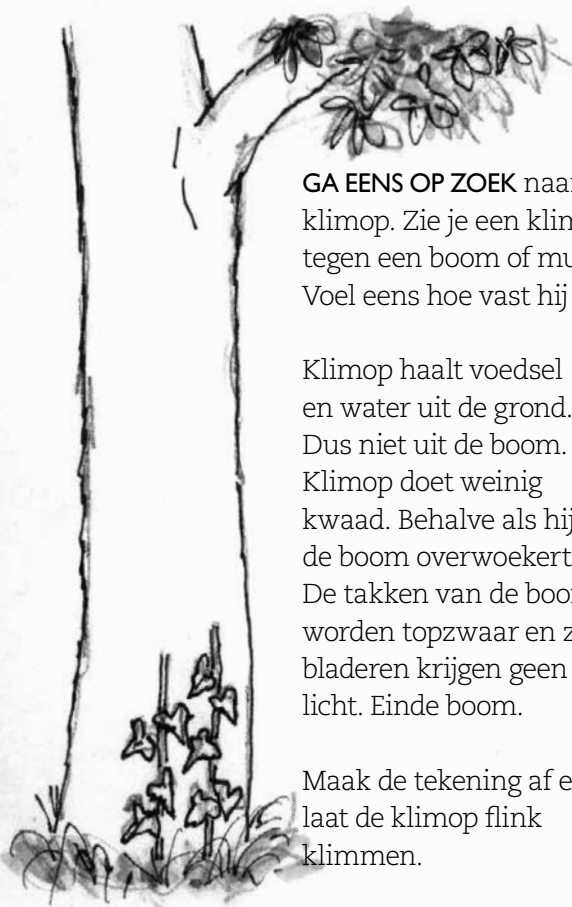 GA EENS OP ZOEK naar
klimop. Zie je een klim
tegen een boom of mu
Voel eens hoe vast hij
Klimop haalt voedsel
en water uit de grond.
Dus niet uit de boom.
Klimop doet weinig
kwaad. Behalve als hij
de boom overwoekert
De takken van de boom
worden topzwaar en z
bladeren krijgen geen
licht. Einde boom.
Maak de tekening af e
laat de klimop flink
klimmen.